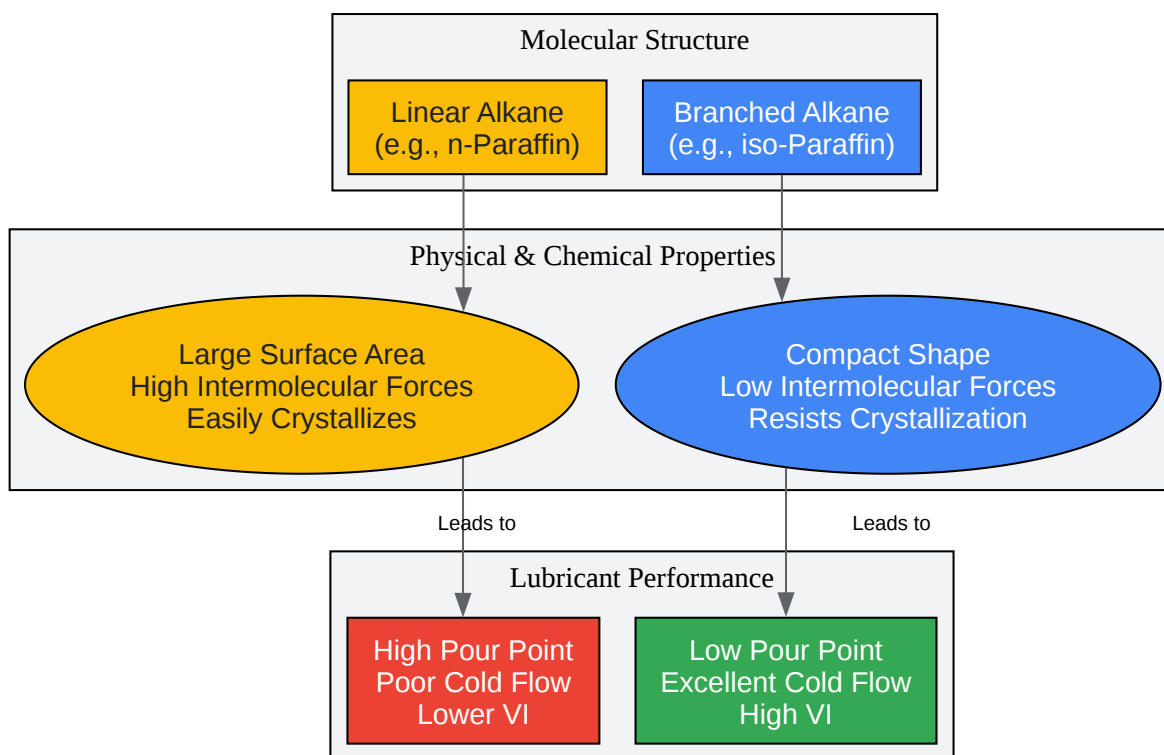 Molecular Structure
Linear Alkane
(e.g., n-Paraffin)
Branched Alkane
(e.g., iso-Paraffin)
Physical & Chemical Properties
Large Surface Area
High Intermolecular Forces
Easily Crystallizes
Compact Shape
Low Intermolecular Forces
Resists Crystallization
Leads to
Leads to
Lubricant Performance
High Pour Point
Poor Cold Flow
Lower VI
Low Pour Point
Excellent Cold Flow
High VI